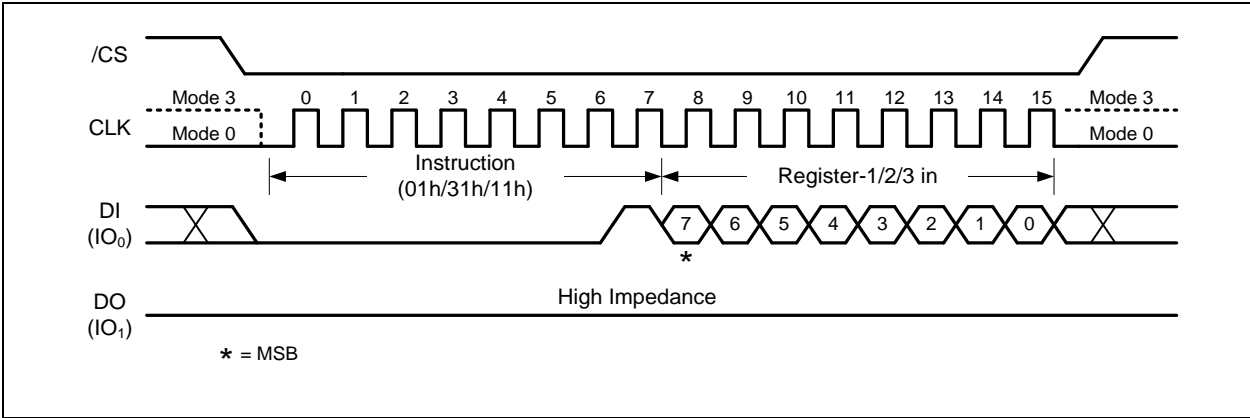 /CS
Mode 3 0 1 2 3 4 5 6 7 8 9 10 11 12 13 14 15 Mode 3
CLK
Mode 0 Mode 0
Instruction
(01h/31h/11h)
Register-1/2/3 in
DI
(IO₀)
7 6 5 4 3 2 1 0
*
High Impedance
DO
(IO₁)
* = MSB